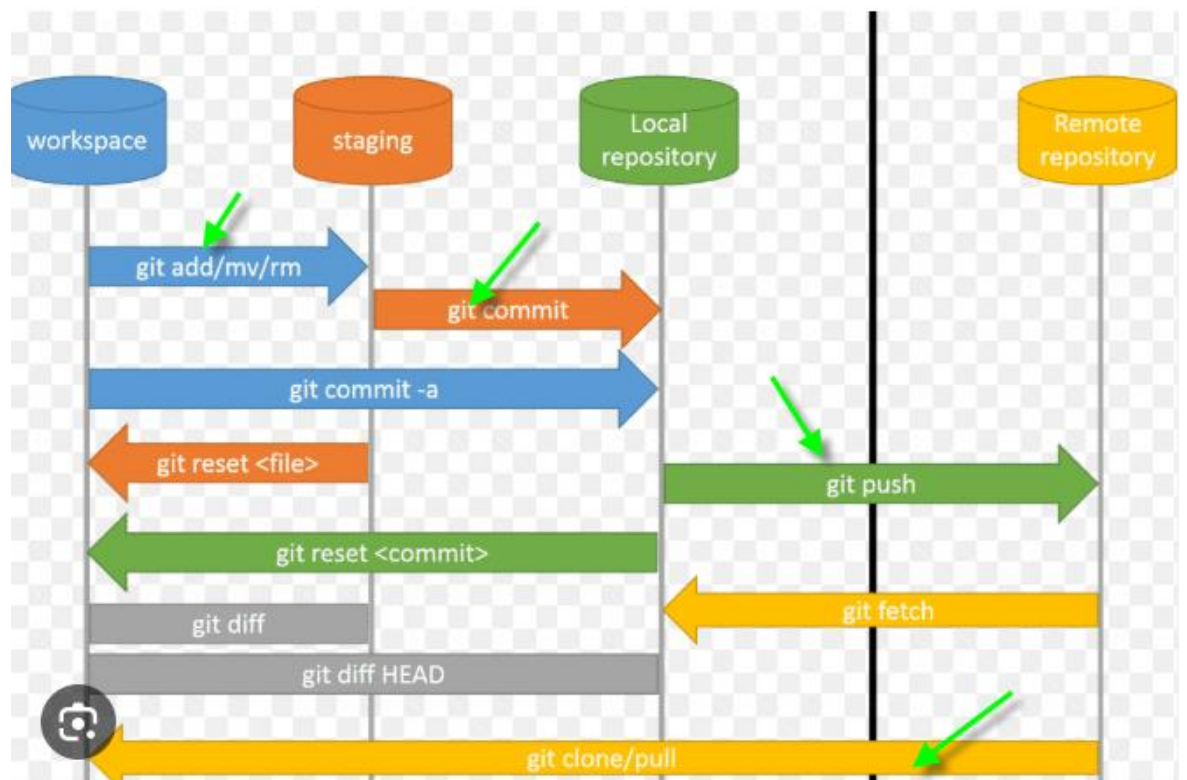 workspace
staging
Local
repository
Remote
repository
git add/mv/rm
git commit
git commit -a
git reset <file>
git push
git reset <commit>
git fetch
git diff
git diff HEAD
git clone/pull